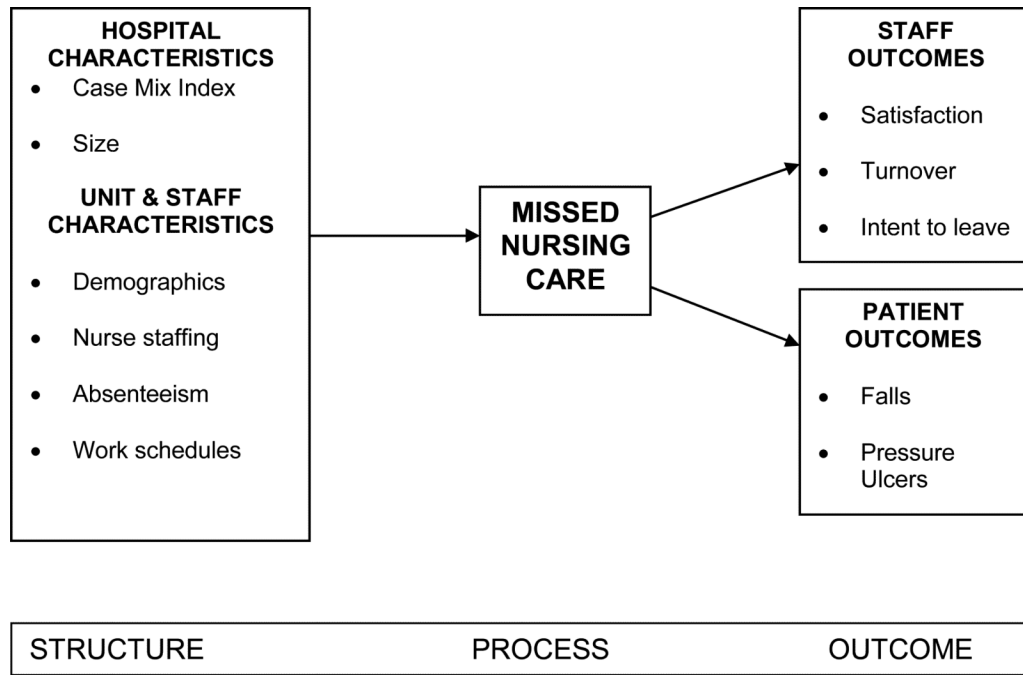 HOSPITAL
CHARACTERISTICS
• Case Mix Index
• Size
UNIT & STAFF
CHARACTERISTICS
• Demographics
• Nurse staffing
• Absenteeism
• Work schedules
MISSED
NURSING
CARE
STAFF
OUTCOMES
• Satisfaction
• Turnover
• Intent to leave
PATIENT
OUTCOMES
• Falls
• Pressure
Ulcers
STRUCTURE PROCESS OUTCOME